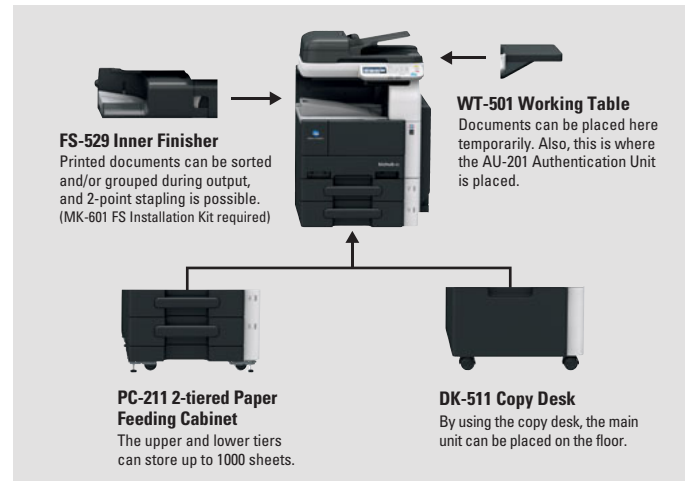 FS-529 Inner Finisher
Printed documents can be sorted
and/or grouped during output,
and 2-point stapling is possible.
(MK-601 FS Installation Kit required)
WT-501 Working Table
Documents can be placed here
temporarily. Also, this is where
the AU-201 Authentication Unit
is placed.
PC-211 2-tiered Paper
Feeding Cabinet
The upper and lower tiers
can store up to 1000 sheets.
DK-511 Copy Desk
By using the copy desk, the main
unit can be placed on the floor.